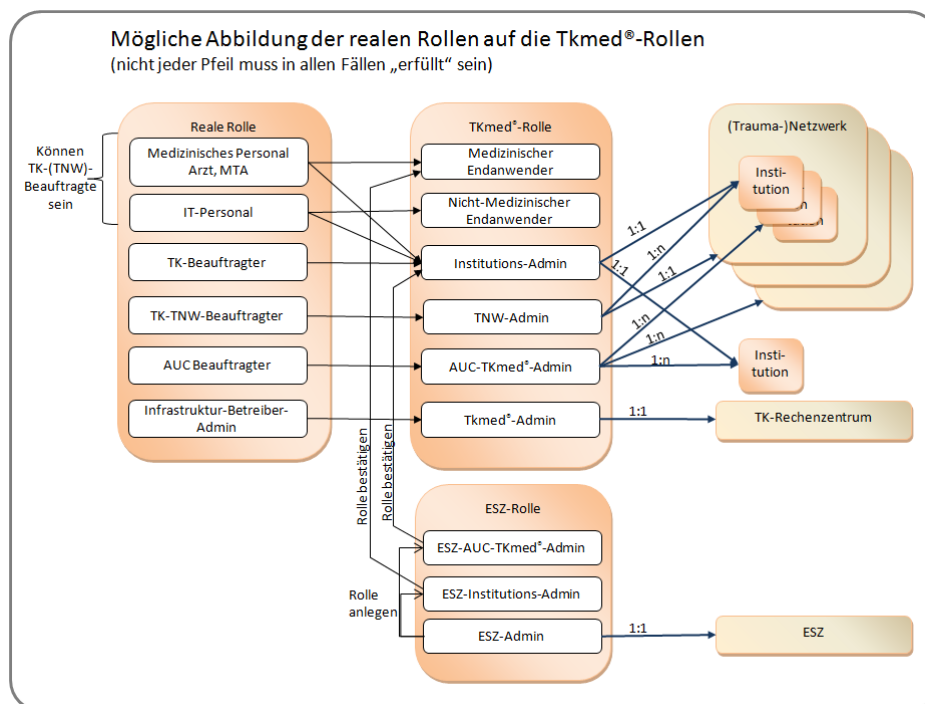 Mögliche Abbildung der realen Rollen auf die Tkmed®-Rollen
(nicht jeder Pfeil muss in allen Fällen „erfüllt“ sein)
Können
TK-(TNW)-
Beauftragte
sein
Reale Rolle
Medizinisches Personal
Arzt, MTA
IT-Personal
TK-Beauftragter
TK-TNW-Beauftragter
AUC Beauftragter
Infrastruktur-Betreiber-
Admin
TKmed®-Rolle
Medizinischer
Endanwender
Nicht-Medizinischer
Endanwender
Institutions-Admin
TNW-Admin
AUC-TKmed®-Admin
Tkmed®-Admin
1:1
1:n
1:1
1:1
1:n
1:n
1:n
1:1
(Trauma-)Netzwerk
Insti-
tution
n
tution
Insti-
tution
TK-Rechenzentrum
Rolle bestätigen
Rolle bestätigen
ESZ-Rolle
ESZ-AUC-TKmed®-Admin
ESZ-Institutions-Admin
ESZ-Admin
Rolle
anlegen
1:1
ESZ